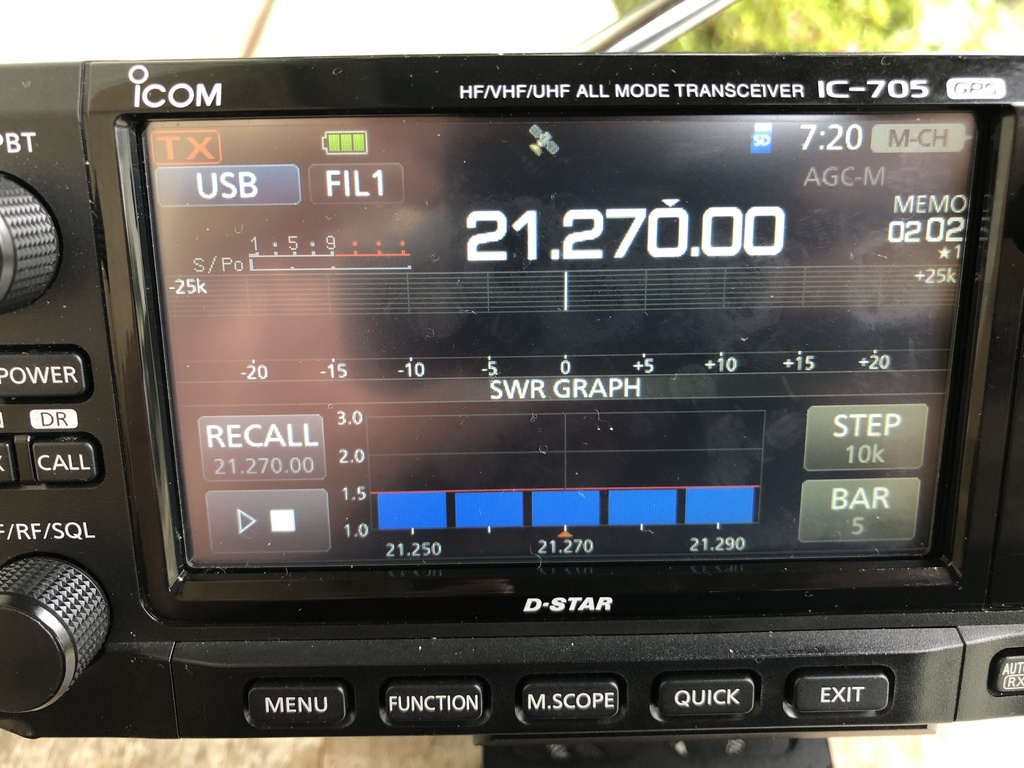 ICOM
HF/VHF/UHF ALL MODE TRANSCEIVER IC-705 GPS
PBT
TX SD 7:20 M-CH
USB FIL1 AGC-M
21.270.00
MEMO
0202
★1
1 . 5 . 9
S/Po
-25k +25k
-20 -15 -10 -5 0 +5 +10 +15 +20
SWR GRAPH
RECALL
21.270.00
3.0
2.0
1.5
1.0
21.250 21.270 21.290
STEP
10k
BAR
5
POWER
DR
CALL
/RF/SQL
D-STAR
MENU FUNCTION M.SCOPE QUICK EXIT